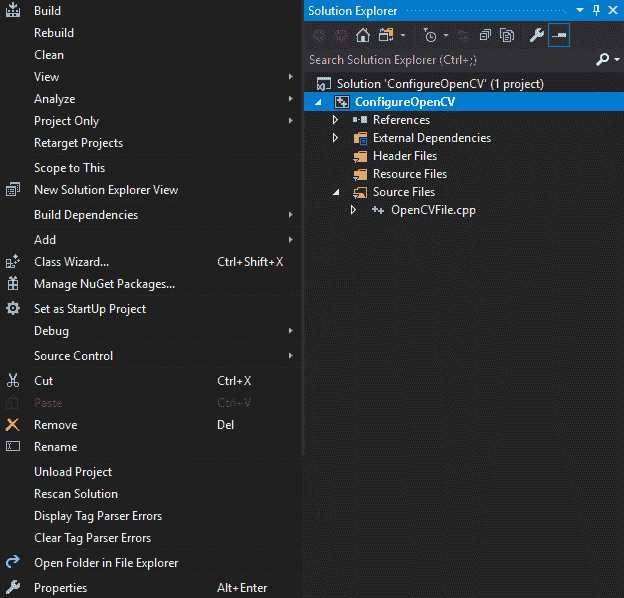 Build
Rebuild
Clean
View
Analyze
Project Only
Retarget Projects
Scope to This
New Solution Explorer View
Build Dependencies
Add
Class Wizard... Ctrl+Shift+X
Manage NuGet Packages...
Set as StartUp Project
Debug
Source Control
Cut Ctrl+X
Paste Ctrl+V
Remove Del
Rename
Unload Project
Rescan Solution
Display Tag Parser Errors
Clear Tag Parser Errors
Open Folder in File Explorer
Properties Alt+Enter
Solution Explorer
Search Solution Explorer (Ctrl+;)
Solution 'ConfigureOpenCV' (1 project)
ConfigureOpenCV
References
External Dependencies
Header Files
Resource Files
Source Files
OpenCVFile.cpp